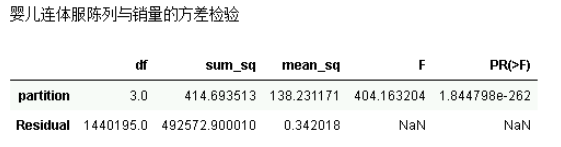 婴儿连体服陈列与销量的方差检验
df sum_sq mean_sq F PR(>F)
partition 3.0 414.693513 138.231171 404.163204 1.844798e-262
Residual 1440195.0 492572.900010 0.342018 NaN NaN